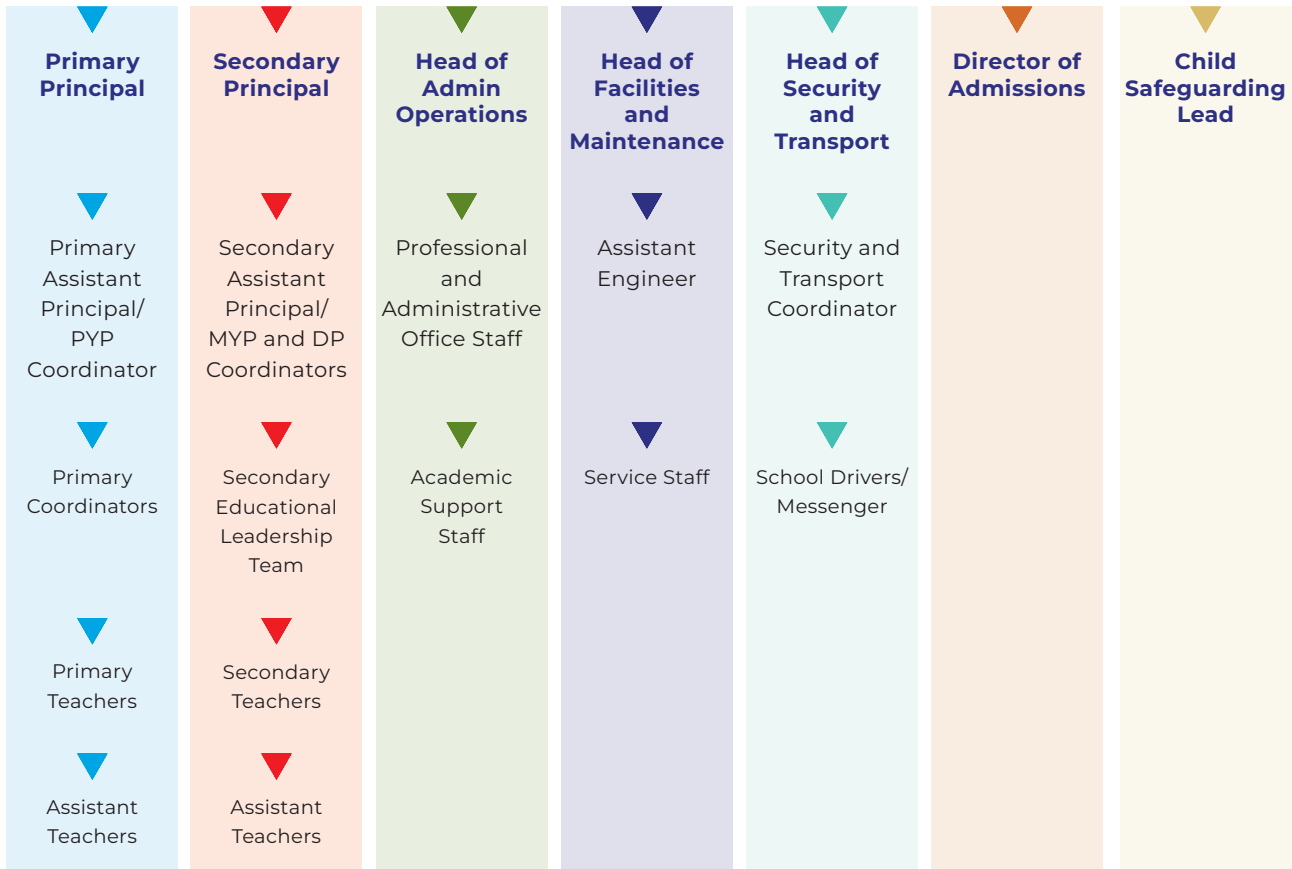 Primary
Principal
Secondary
Principal
Head of
Admin
Operations
Head of
Facilities
and
Maintenance
Head of
Security
and
Transport
Director of
Admissions
Child
Safeguarding
Lead
Primary
Assistant
Principal/
PYP
Coordinator
Secondary
Assistant
Principal/
MYP and DP
Coordinators
Professional
and
Administrative
Office Staff
Assistant
Engineer
Security and
Transport
Coordinator
Primary
Coordinators
Secondary
Educational
Leadership
Team
Academic
Support
Staff
Service Staff
School Drivers/
Messenger
Primary
Teachers
Secondary
Teachers
Assistant
Teachers
Assistant
Teachers